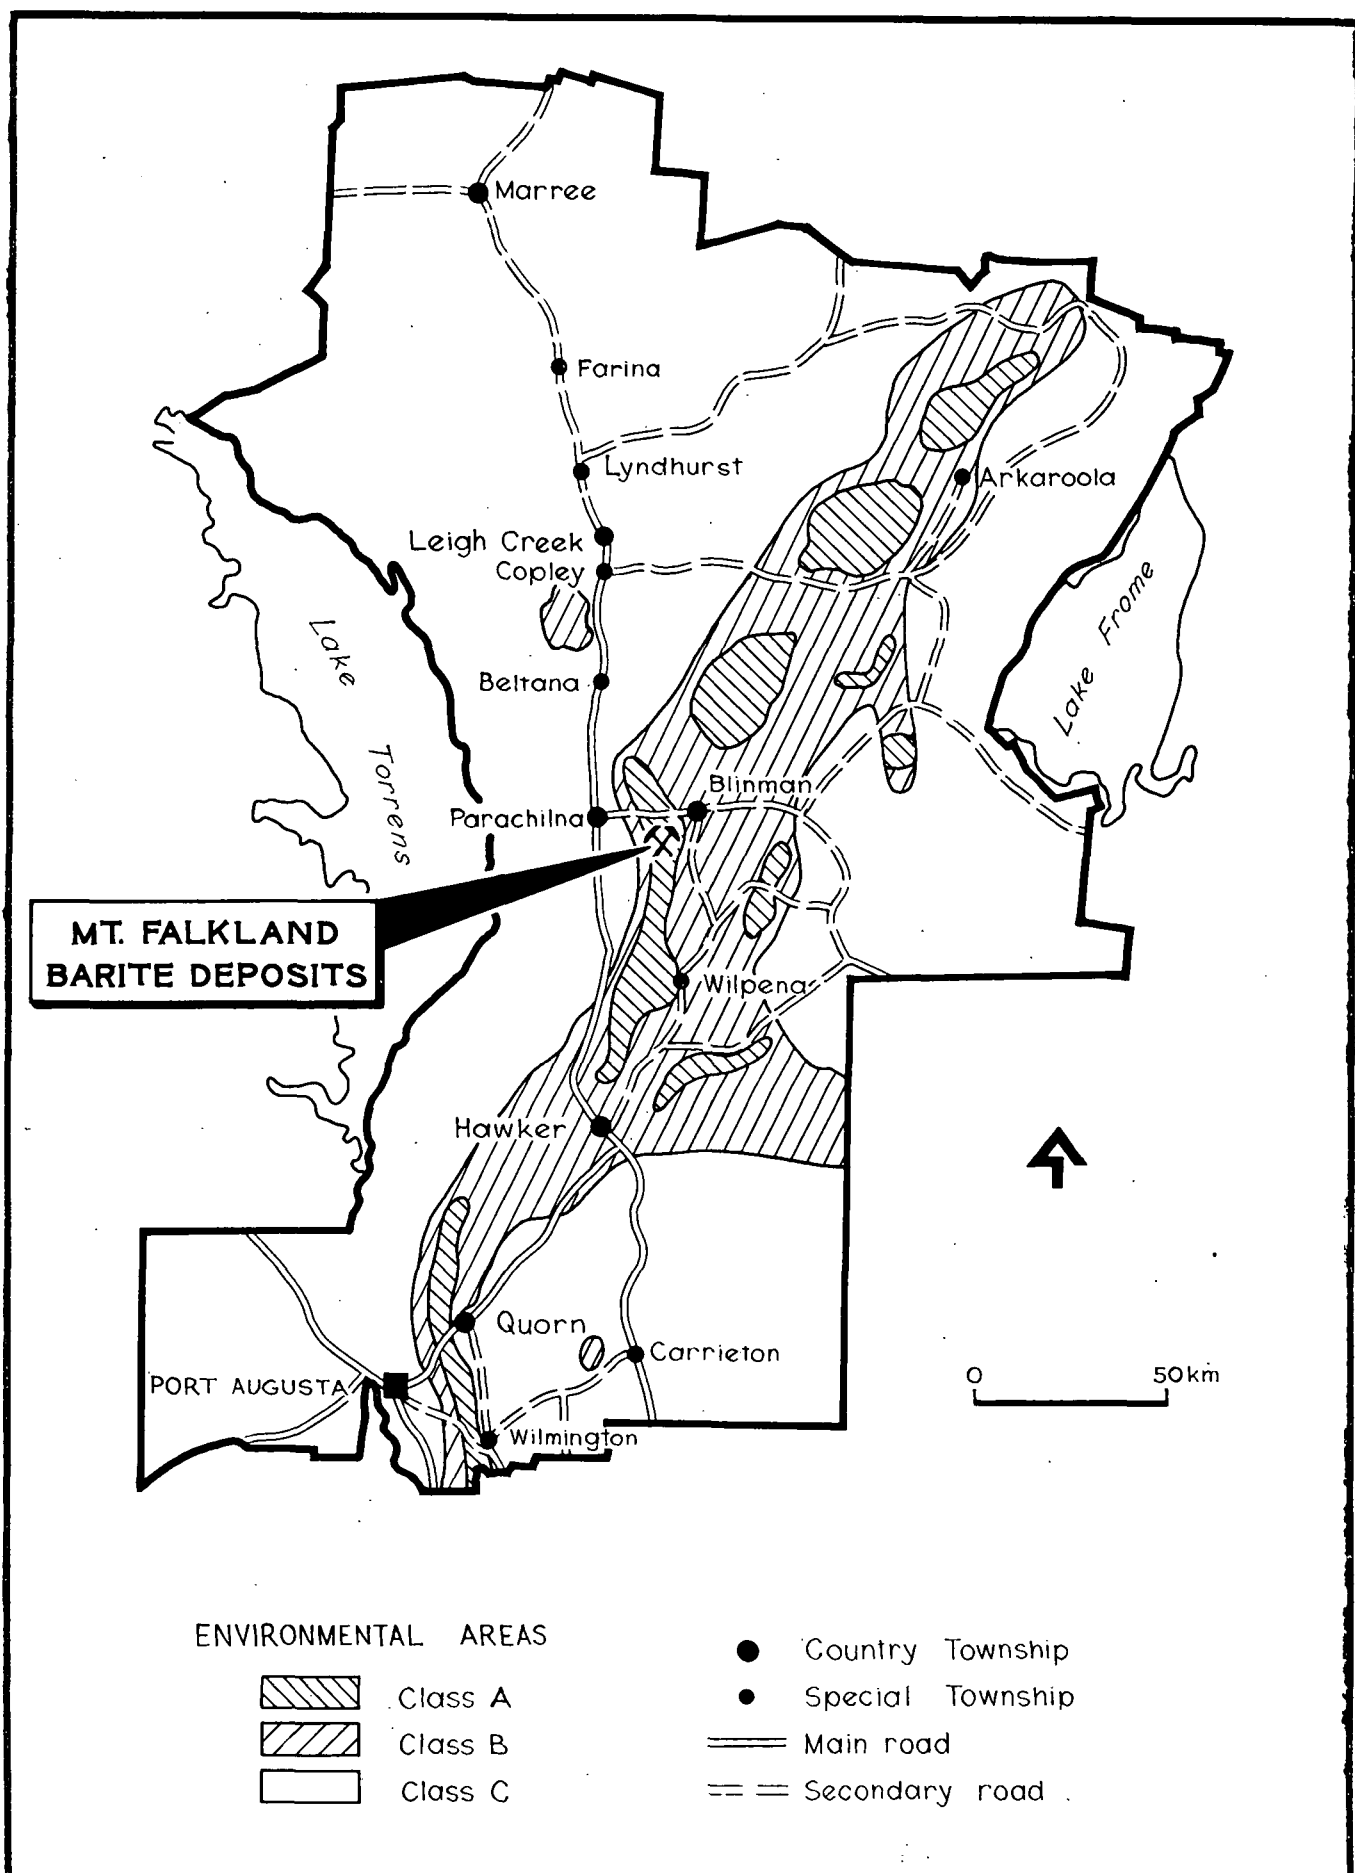 Marree
Farina
Lyndhurst
Arkaroola
Leigh Creek
Copley
Lake Frome
Lake Torrens
Beltana
Blinman
Parachilna
MT. FALKLAND
BARITE DEPOSITS
Wilpena
Hawker
Quorn
Carrieton
PORT AUGUSTA
0 50km
Wilmington
ENVIRONMENTAL AREAS
Class A
Class B
Class C
Country Township
Special Township
Main road
Secondary road